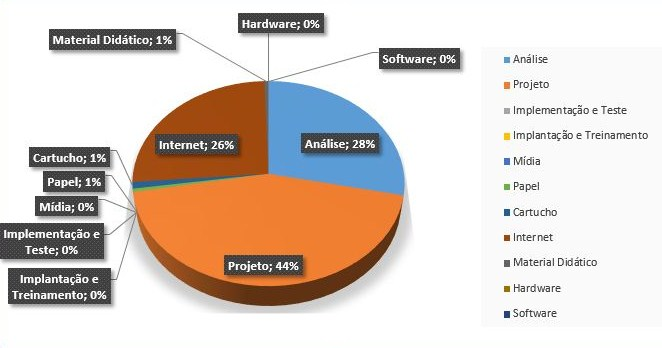 Hardware; 0%
Material Didático; 1%
Software; 0%
Internet; 26%
Análise; 28%
Cartucho; 1%
Papel; 1%
Mídia; 0%
Implementação e
Teste; 0%
Implantação e
Treinamento; 0%
Projeto; 44%
Análise
Projeto
Implementação e Teste
Implantação e Treinamento
Mídia
Papel
Cartucho
Internet
Material Didático
Hardware
Software